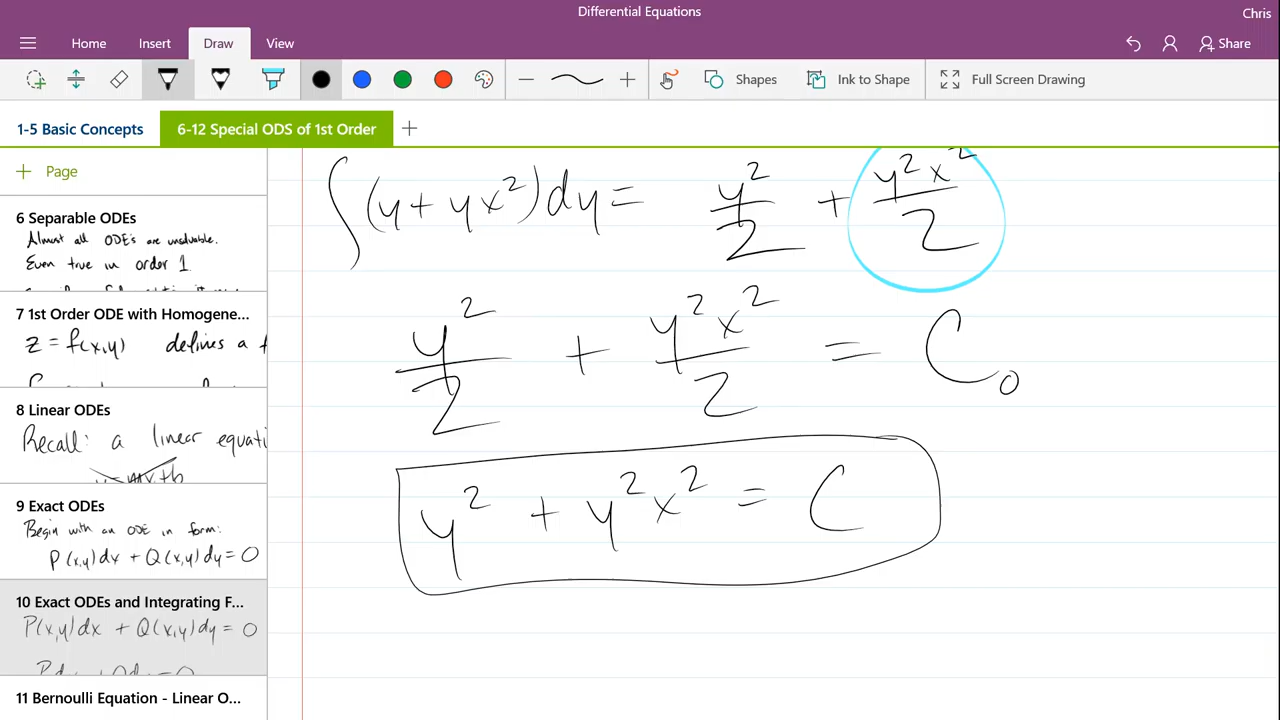 Differential Equations
Chris
Home Insert Draw View Share
Shapes Ink to Shape Full Screen Drawing
1-5 Basic Concepts 6-12 Special ODS of 1st Order +
+ Page
6 Separable ODEs
Almost all ODE's are unsolvable.
Even true in order 1
7 1st Order ODE with Homogene...
z = f(x,y) defines a f
8 Linear ODEs
Recall: a linear equati
y=mx+b
9 Exact ODEs
Begin with an ODE in form:
P(x,y)dx + Q(x,y)dy = 0
10 Exact ODEs and Integrating F...
P(x,y)dx + Q(x,y)dy = 0
11 Bernoulli Equation - Linear O...
∫(y+yx²)dy = y²/2 + y²x²/2
y²/2 + y²x²/2 = C₀
y² + y²x² = C